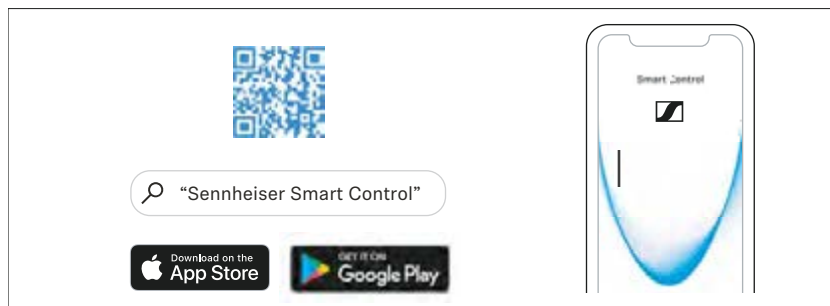 Smart Control
"Sennheiser Smart Control"
Download on the
App Store
GET IT ON
Google Play